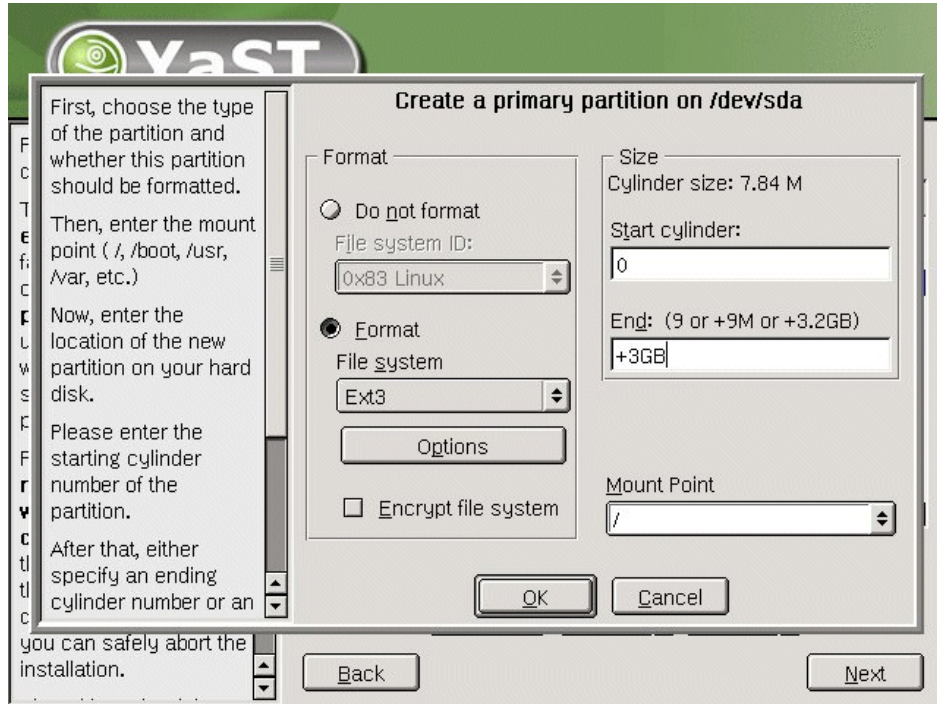 YaST
Create a primary partition on /dev/sda
First, choose the type
of the partition and
whether this partition
should be formatted.
Then, enter the mount
point ( /, /boot, /usr,
/var, etc.)
Now, enter the
location of the new
partition on your hard
disk.
Please enter the
starting cylinder
number of the
partition.
After that, either
specify an ending
cylinder number or an
Format
Do not format
File system ID:
0x83 Linux
Format
File system
Ext3
Options
Encrypt file system
Size
Cylinder size: 7.84 M
Start cylinder:
0
End: (9 or +9M or +3.2GB)
+3GB
Mount Point
/
OK
Cancel
you can safely abort the
installation.
Back
Next